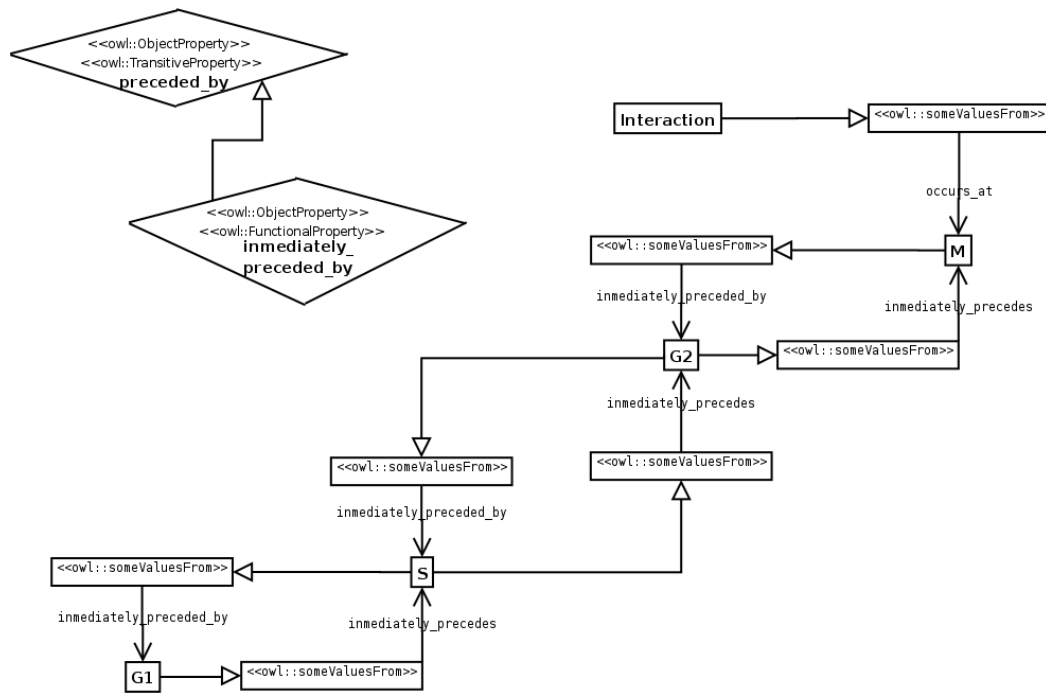 <<owl::ObjectProperty>>
<<owl::TransitiveProperty>>
preceded_by
<<owl::ObjectProperty>>
<<owl::FunctionalProperty>>
inmediately_
preceded_by
Interaction
<<owl::someValuesFrom>>
occurs_at
M
<<owl::someValuesFrom>>
inmediately_preceded_by
inmediately_precedes
<<owl::someValuesFrom>>
G2
inmediately_precedes
<<owl::someValuesFrom>>
<<owl::someValuesFrom>>
inmediately_preceded_by
S
<<owl::someValuesFrom>>
inmediately_preceded_by
inmediately_precedes
<<owl::someValuesFrom>>
G1